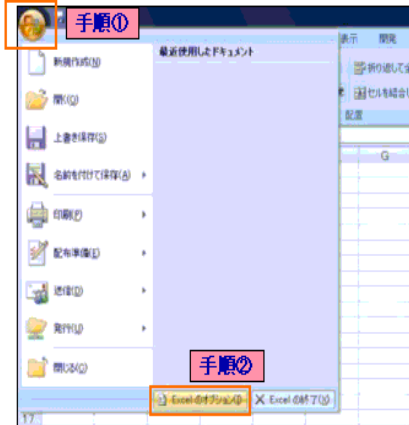 手順①
表示 開発
最近使用したドキュメント
新規作成(N)
折り返して全
開く(O)
セルを結合し
配置
上書き保存(S)
G
名前を付けて保存(A)
印刷(P)
配布準備(E)
送信(D)
発行(U)
手順②
閉じる(C)
Excel のオプション(I) X Excel の終了(X)
17